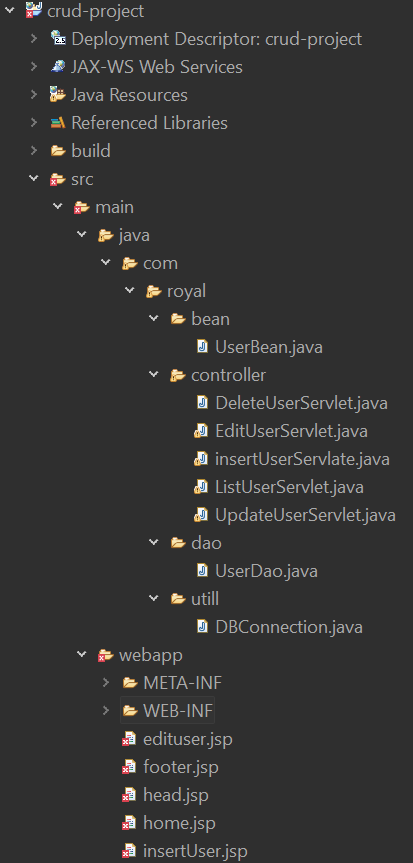 crud-project
Deployment Descriptor: crud-project
JAX-WS Web Services
Java Resources
Referenced Libraries
build
src
main
java
com
royal
bean
UserBean.java
controller
DeleteUserServlet.java
EditUserServlet.java
insertUserServlate.java
ListUserServlet.java
UpdateUserServlet.java
dao
UserDao.java
utill
DBConnection.java
webapp
META-INF
WEB-INF
edituser.jsp
footer.jsp
head.jsp
home.jsp
insertUser.jsp